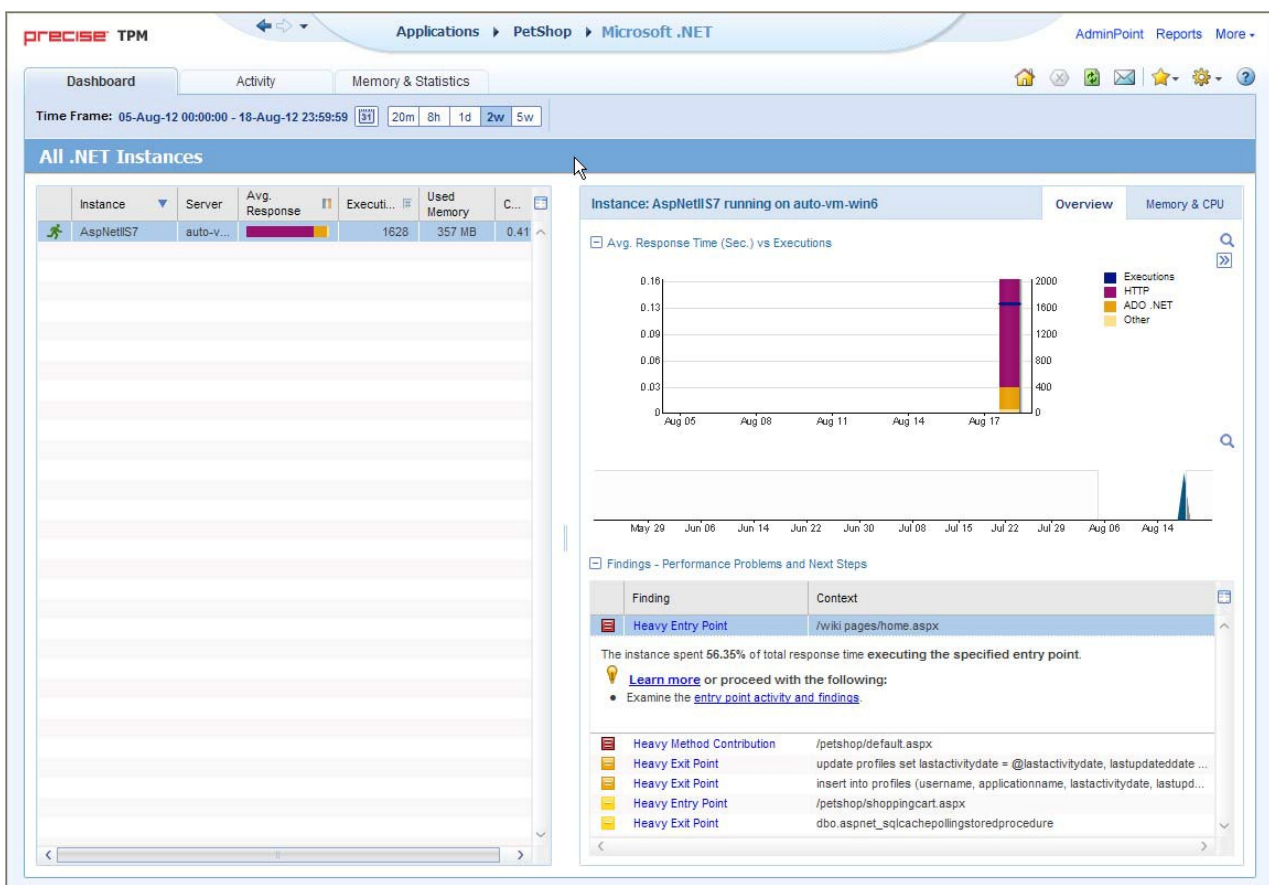 precise TPM
Applications ▸ PetShop ▸ Microsoft .NET
AdminPoint Reports More
Dashboard Activity Memory & Statistics
Time Frame: 05-Aug-12 00:00:00 - 18-Aug-12 23:59:59 31 20m 8h 1d 2w 5w
All .NET Instances
Instance Server Avg. Response Executi... Used Memory C...
AspNetIIS7 auto-v... 1628 357 MB 0.41
Instance: AspNetIIS7 running on auto-vm-win6 Overview Memory & CPU
Avg. Response Time (Sec.) vs Executions
0.16 2000
0.13 1600
0.09 1200
0.06 800
0.03 400
0 0
Aug 05 Aug 08 Aug 11 Aug 14 Aug 17
Executions
HTTP
ADO .NET
Other
May 29 Jun 06 Jun 14 Jun 22 Jun 30 Jul 08 Jul 15 Jul 22 Jul 29 Aug 06 Aug 14
Findings - Performance Problems and Next Steps
Finding Context
Heavy Entry Point /wiki pages/home.aspx
The instance spent 56.35% of total response time executing the specified entry point.
Learn more or proceed with the following:
• Examine the entry point activity and findings.
Heavy Method Contribution /petshop/default.aspx
Heavy Exit Point update profiles set lastactivitydate = @lastactivitydate, lastupdateddate ...
Heavy Exit Point insert into profiles (username, applicationname, lastactivitydate, lastupd...
Heavy Entry Point /petshop/shoppingcart.aspx
Heavy Exit Point dbo.aspnet_sqlcachepollingstoredprocedure